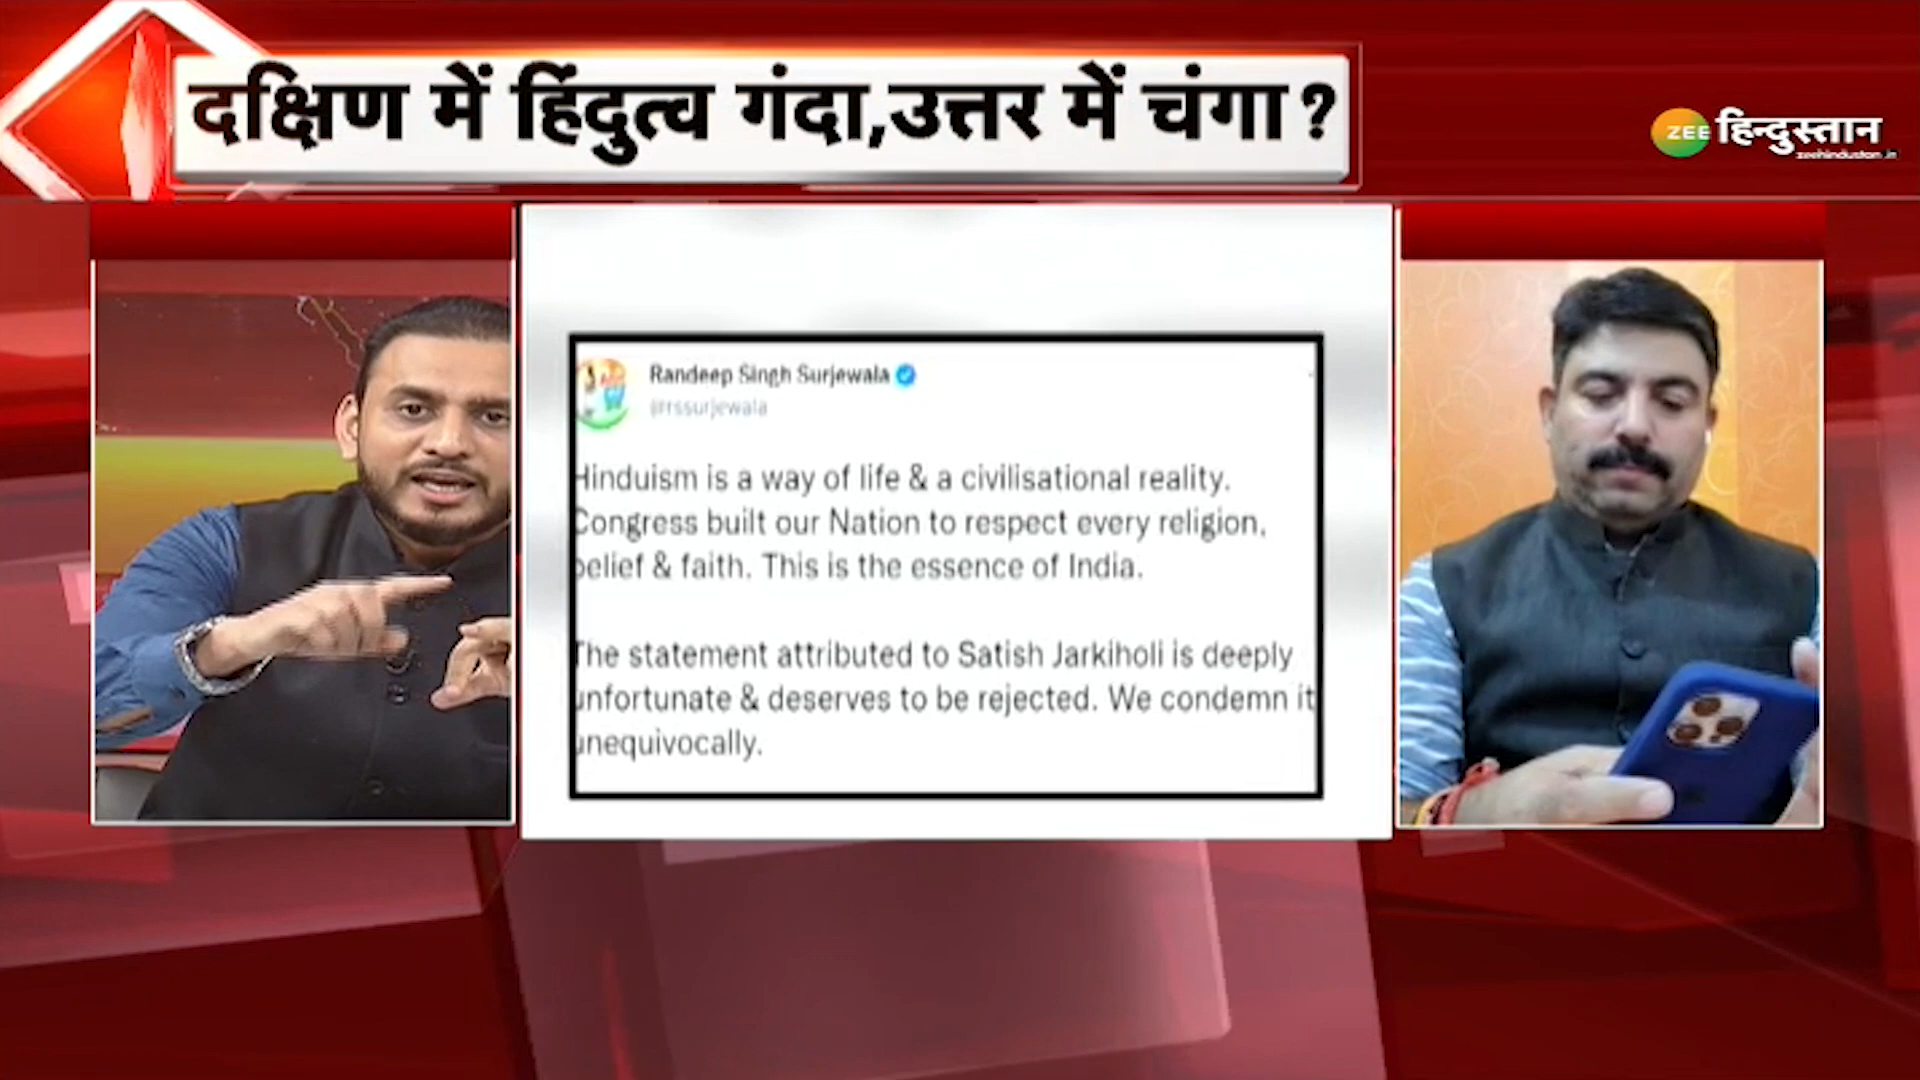 दक्षिण में हिंदुत्व गंदा,उत्तर में चंगा?
ZEE हिन्दुस्तान
zeehindustan.in
Randeep Singh Surjewala
@rssurjewala
Hinduism is a way of life & a civilisational reality.
Congress built our Nation to respect every religion,
belief & faith. This is the essence of India.
The statement attributed to Satish Jarkiholi is deeply
unfortunate & deserves to be rejected. We condemn it
unequivocally.